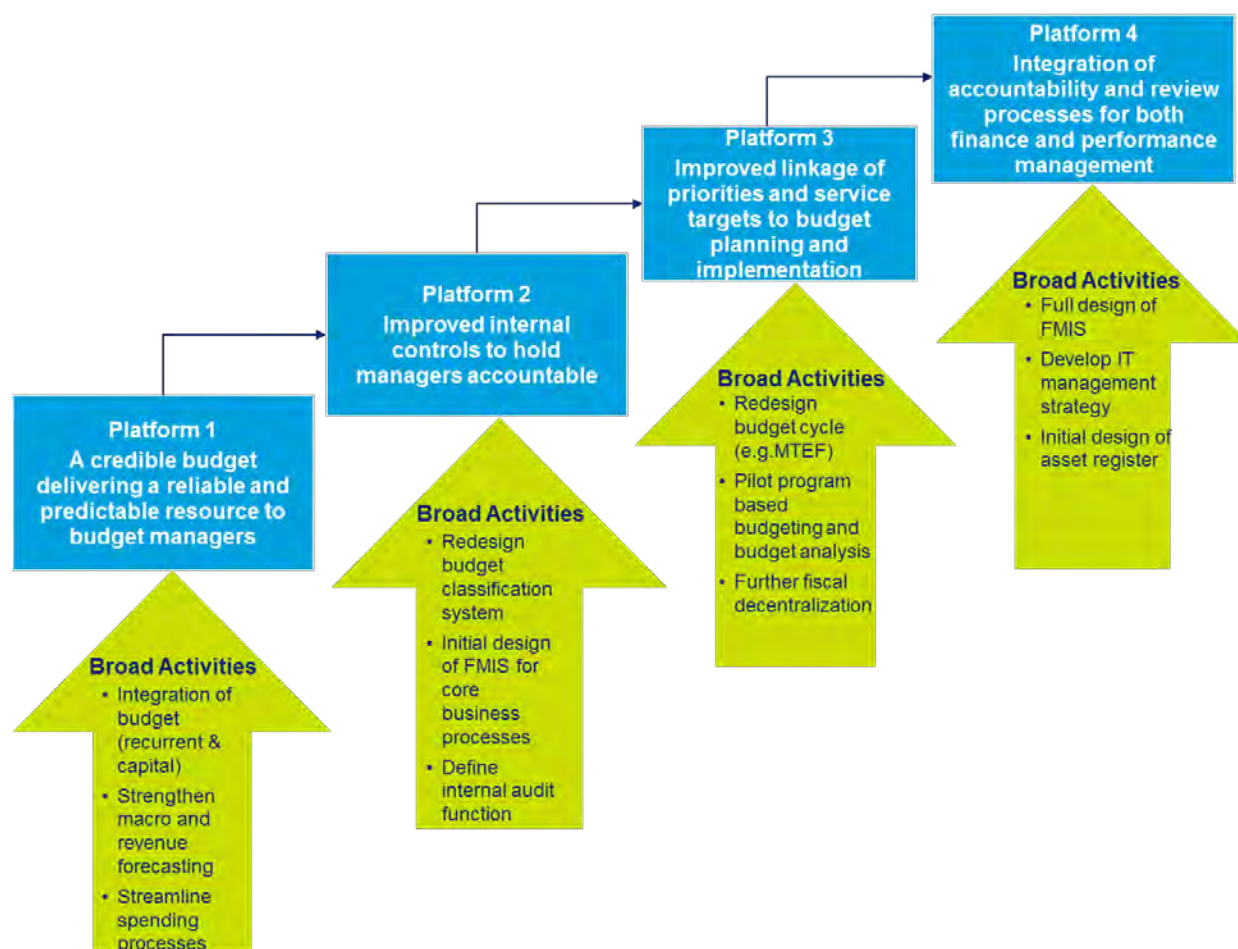 Platform 1
A credible budget
delivering a reliable and
predictable resource to
budget managers
Broad Activities
• Integration of
budget
(recurrent &
capital)
• Strengthen
macro and
revenue
forecasting
• Streamline
spending
processes
Platform 2
Improved internal
controls to hold
managers accountable
Broad Activities
• Redesign
budget
classification
system
• Initial design
of FMIS for
core
business
processes
• Define
internal audit
function
Platform 3
Improved linkage of
priorities and service
targets to budget
planning and
implementation
Broad Activities
• Redesign
budget cycle
(e.g.MTEF)
• Pilot program
based
budgeting and
budget analysis
• Further fiscal
decentralization
Platform 4
Integration of
accountability and review
processes for both
finance and performance
management
Broad Activities
• Full design of
FMIS
• Develop IT
management
strategy
• Initial design of
asset register